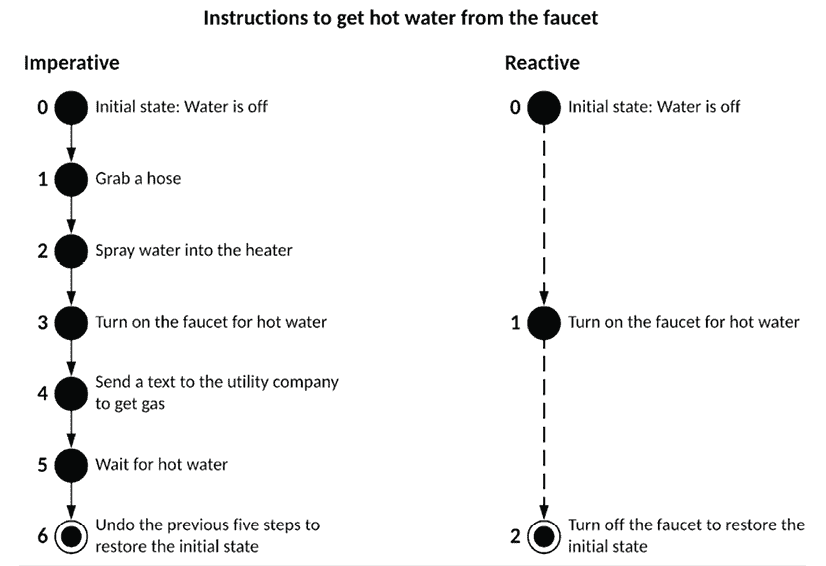 Instructions to get hot water from the faucet
Imperative
0 Initial state: Water is off
1 Grab a hose
2 Spray water into the heater
3 Turn on the faucet for hot water
4 Send a text to the utility company
to get gas
5 Wait for hot water
6 Undo the previous five steps to
restore the initial state
Reactive
0 Initial state: Water is off
1 Turn on the faucet for hot water
2 Turn off the faucet to restore the
initial state